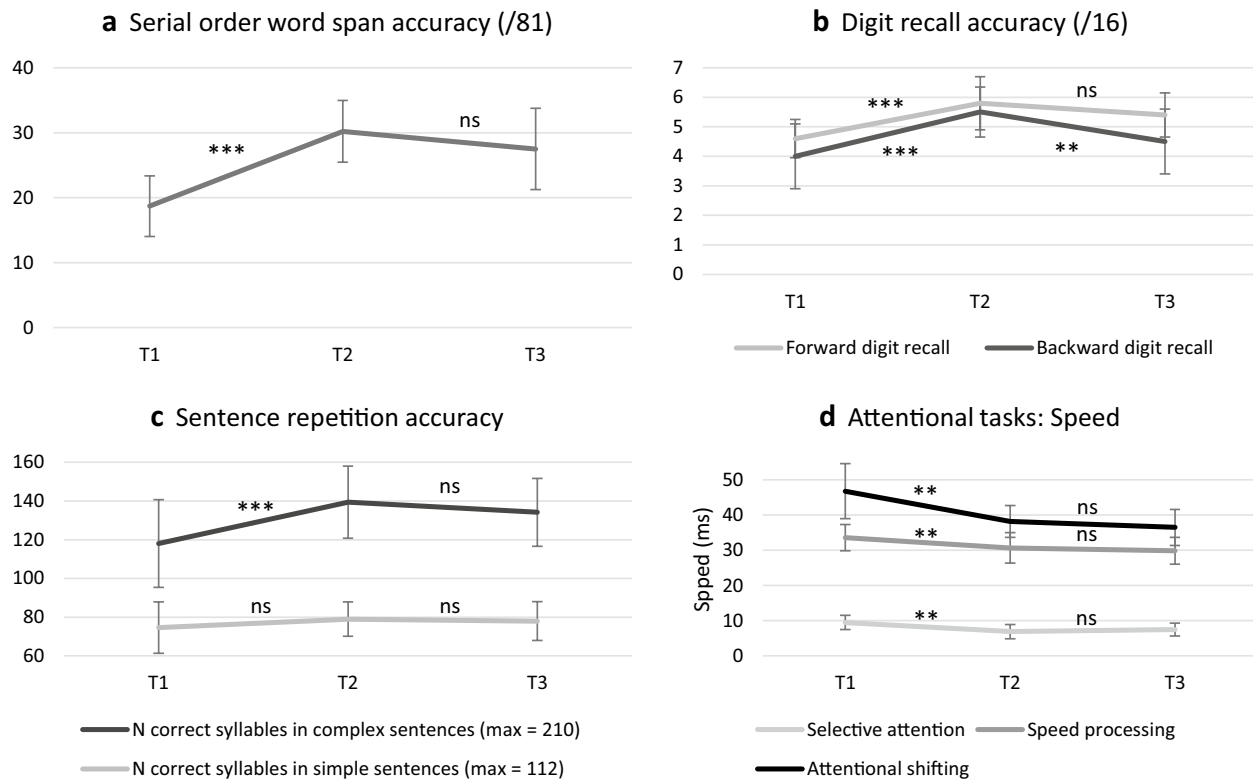 a Serial order word span accuracy (/81)
40
30
20
10
0
***
ns
T1 T2 T3
b Digit recall accuracy (/16)
7
6
5
4
3
2
1
0
***
ns
***
**
T1 T2 T3
Forward digit recall Backward digit recall
c Sentence repetition accuracy
160
140
120
100
80
60
***
ns
ns
ns
T1 T2 T3
N correct syllables in complex sentences (max = 210)
N correct syllables in simple sentences (max = 112)
d Attentional tasks: Speed
Spped (ms)
50
40
30
20
10
0
**
ns
**
ns
**
ns
T1 T2 T3
Selective attention Speed processing
Attentional shifting